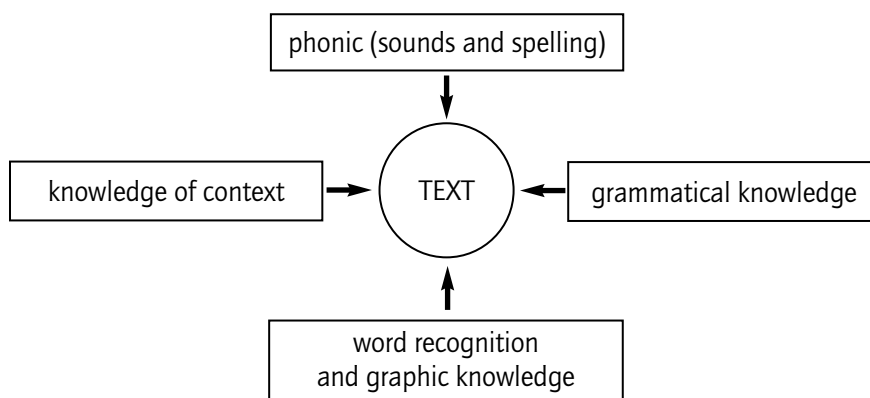 phonic (sounds and spelling)
knowledge of context
TEXT
grammatical knowledge
word recognition
and graphic knowledge